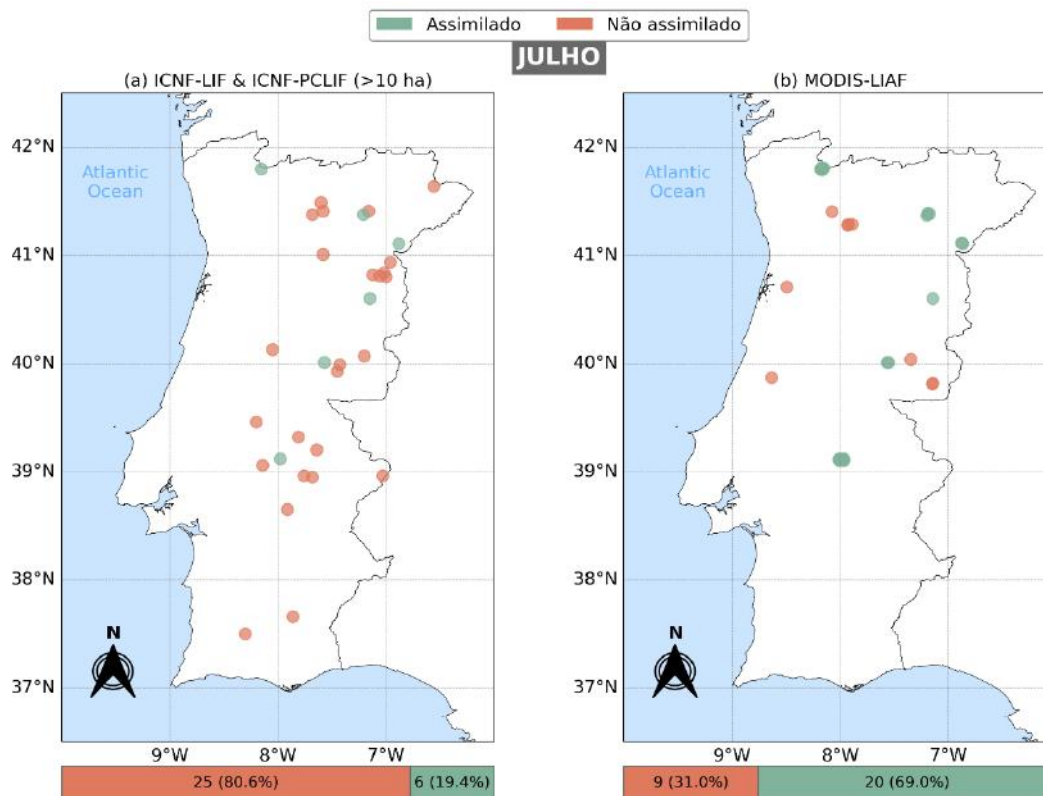 Assimilado Não assimilado
JULHO
(a) ICNF-LIF & ICNF-PCLIF (>10 ha)
42°N
41°N
40°N
39°N
38°N
37°N
Atlantic
Ocean
N
9°W 8°W 7°W
25 (80.6%) 6 (19.4%)
(b) MODIS-LIAF
42°N
41°N
40°N
39°N
38°N
37°N
Atlantic
Ocean
N
9°W 8°W 7°W
9 (31.0%) 20 (69.0%)